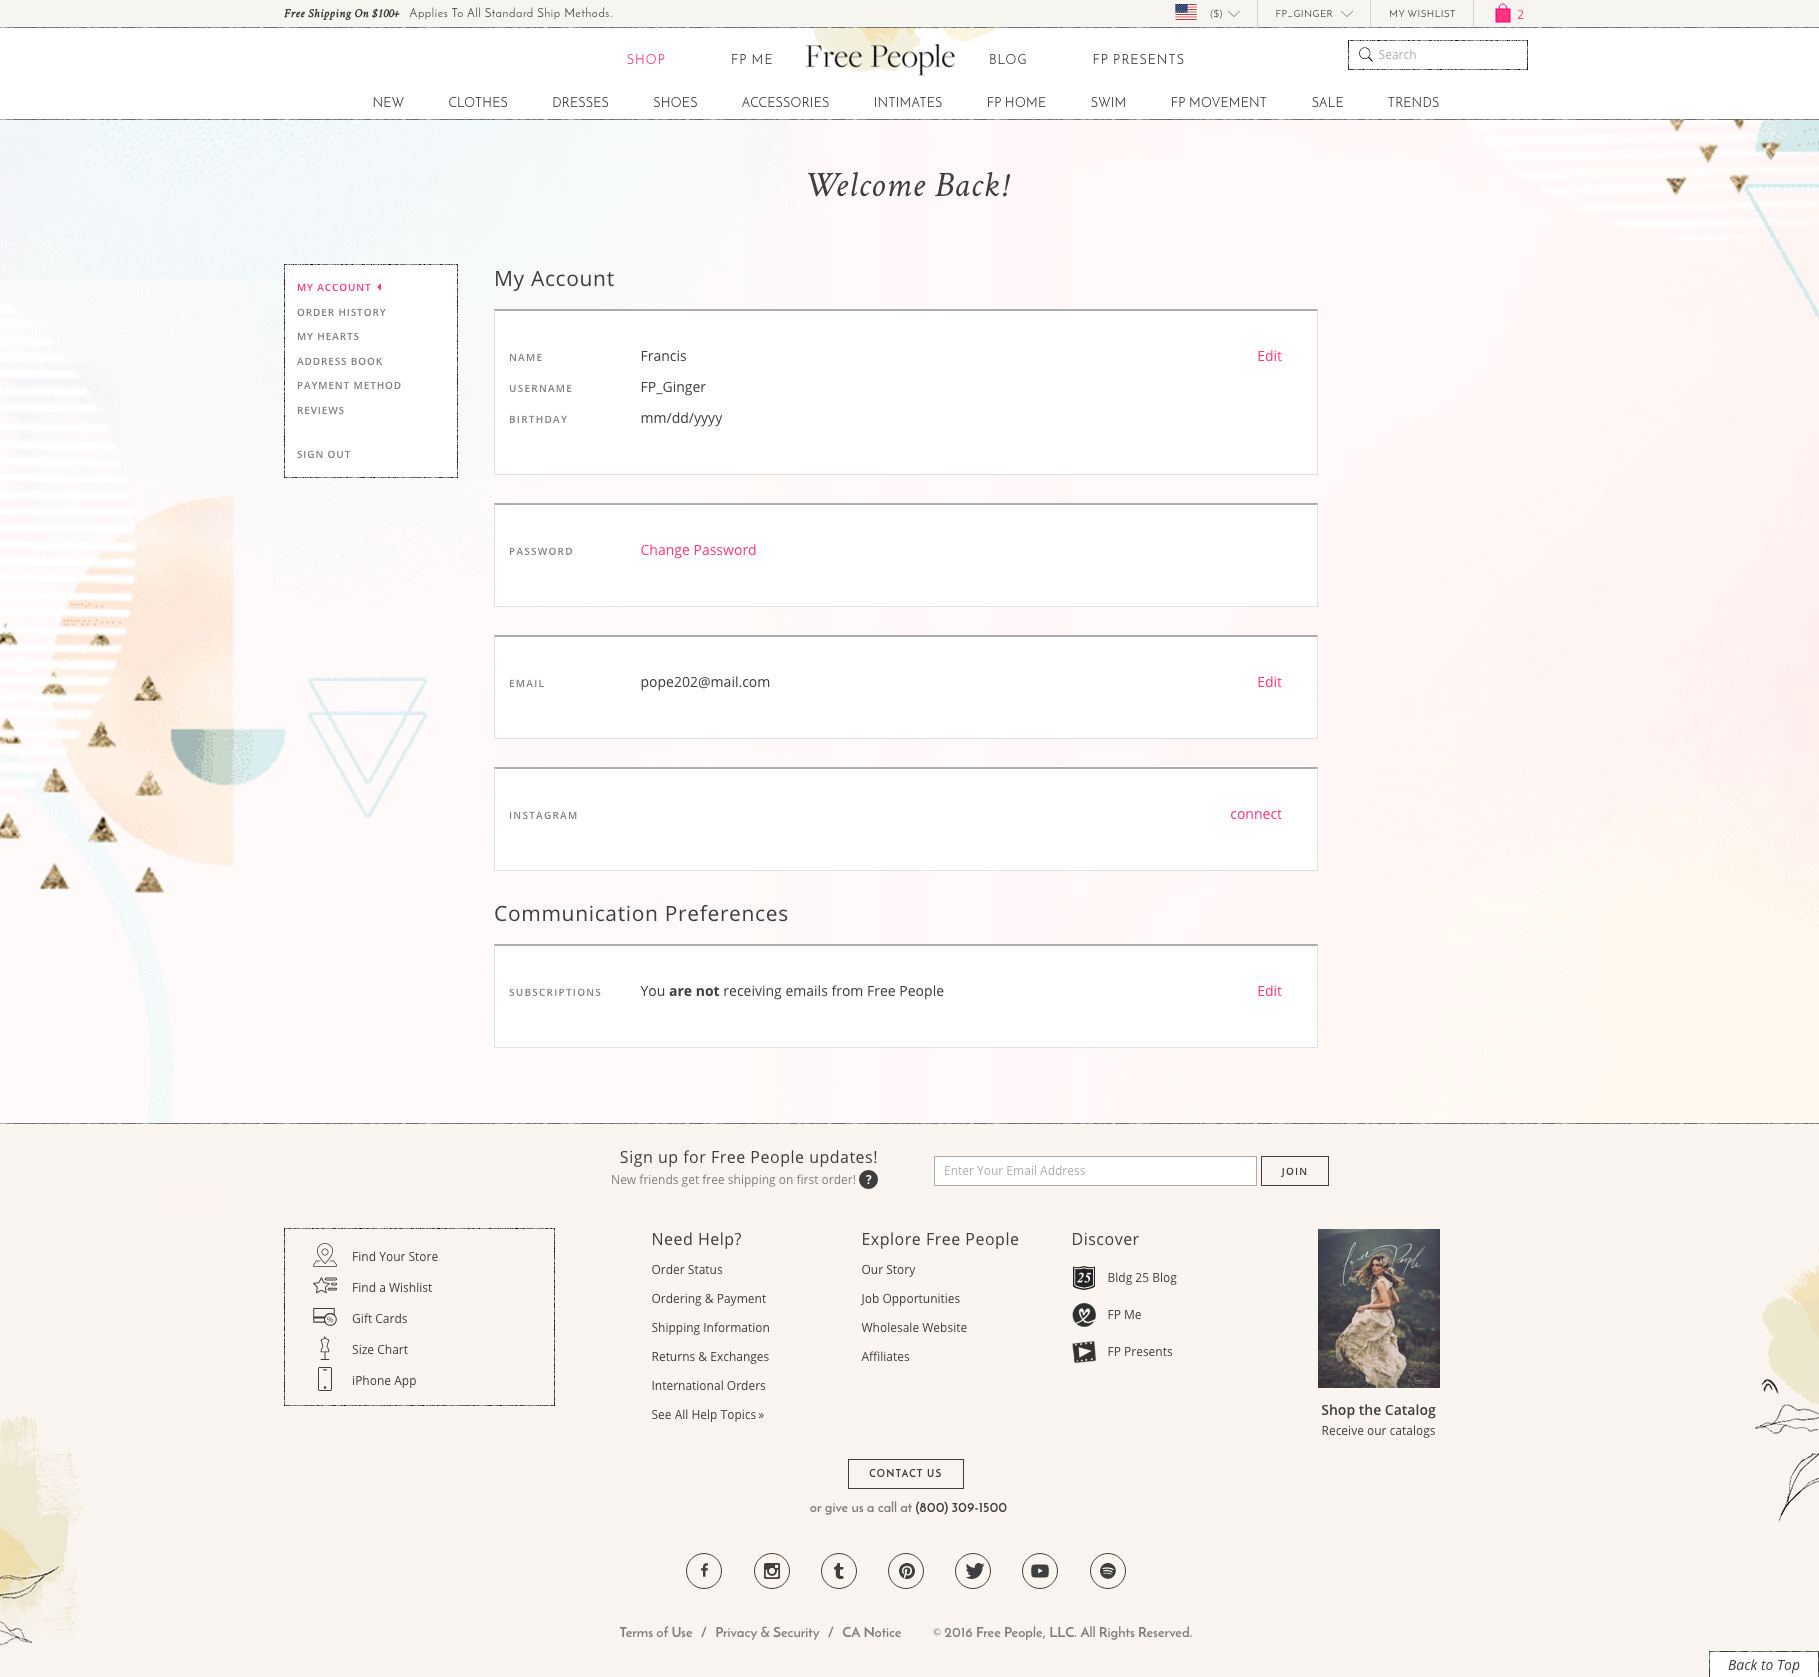 Free Shipping On $100+ Applies To All Standard Ship Methods.
($)
FP_GINGER
MY WISHLIST
2
SHOP
FP ME
Free People
BLOG
FP PRESENTS
Search
NEW
CLOTHES
DRESSES
SHOES
ACCESSORIES
INTIMATES
FP HOME
SWIM
FP MOVEMENT
SALE
TRENDS
Welcome Back!
MY ACCOUNT
ORDER HISTORY
MY HEARTS
ADDRESS BOOK
PAYMENT METHOD
REVIEWS
SIGN OUT
My Account
NAME Francis Edit
USERNAME FP_Ginger
BIRTHDAY mm/dd/yyyy
PASSWORD Change Password
EMAIL pope202@mail.com Edit
INSTAGRAM connect
Communication Preferences
SUBSCRIPTIONS You are not receiving emails from Free People Edit
Sign up for Free People updates!
New friends get free shipping on first order! ?
Enter Your Email Address
JOIN
Find Your Store
Find a Wishlist
Gift Cards
Size Chart
iPhone App
Need Help?
Order Status
Ordering & Payment
Shipping Information
Returns & Exchanges
International Orders
See All Help Topics »
Explore Free People
Our Story
Job Opportunities
Wholesale Website
Affiliates
Discover
25 Bldg 25 Blog
FP Me
FP Presents
Free People
Shop the Catalog
Receive our catalogs
CONTACT US
or give us a call at (800) 309-1500
Terms of Use / Privacy & Security / CA Notice © 2016 Free People, LLC. All Rights Reserved.
Back to Top